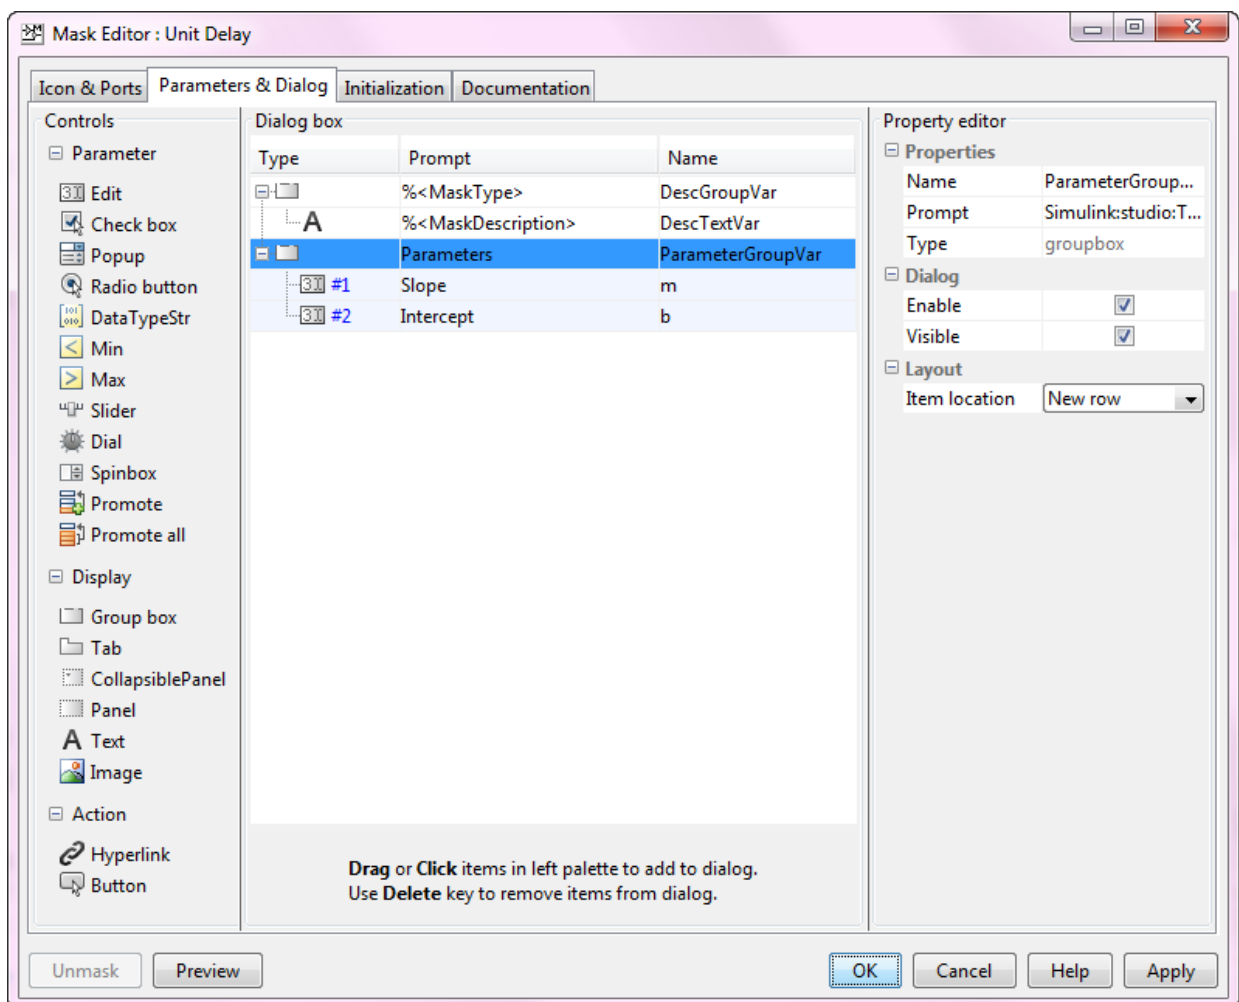 Mask Editor : Unit Delay
Icon & Ports
Parameters & Dialog
Initialization
Documentation
Controls
Parameter
Edit
Check box
Popup
Radio button
DataTypeStr
Min
Max
Slider
Dial
Spinbox
Promote
Promote all
Display
Group box
Tab
CollapsiblePanel
Panel
A Text
Image
Action
Hyperlink
Button
Dialog box
Type Prompt Name
%<MaskType> DescGroupVar
A %<MaskDescription> DescTextVar
Parameters ParameterGroupVar
#1 Slope m
#2 Intercept b
Drag or Click items in left palette to add to dialog.
Use Delete key to remove items from dialog.
Property editor
Properties
Name ParameterGroup...
Prompt Simulink:studio:T...
Type groupbox
Dialog
Enable
Visible
Layout
Item location New row
Unmask
Preview
OK
Cancel
Help
Apply